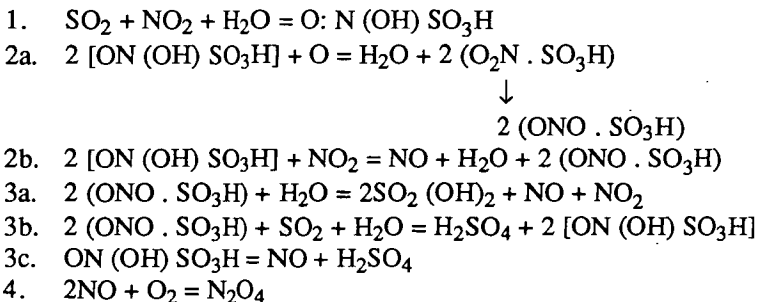 1. SO₂ + NO₂ + H₂O = O: N (OH) SO₃H
2a. 2 [ON (OH) SO₃H] + O = H₂O + 2 (O₂N . SO₃H)
↓
2 (ONO . SO₃H)
2b. 2 [ON (OH) SO₃H] + NO₂ = NO + H₂O + 2 (ONO . SO₃H)
3a. 2 (ONO . SO₃H) + H₂O = 2SO₂ (OH)₂ + NO + NO₂
3b. 2 (ONO . SO₃H) + SO₂ + H₂O = H₂SO₄ + 2 [ON (OH) SO₃H]
3c. ON (OH) SO₃H = NO + H₂SO₄
4. 2NO + O₂ = N₂O₄